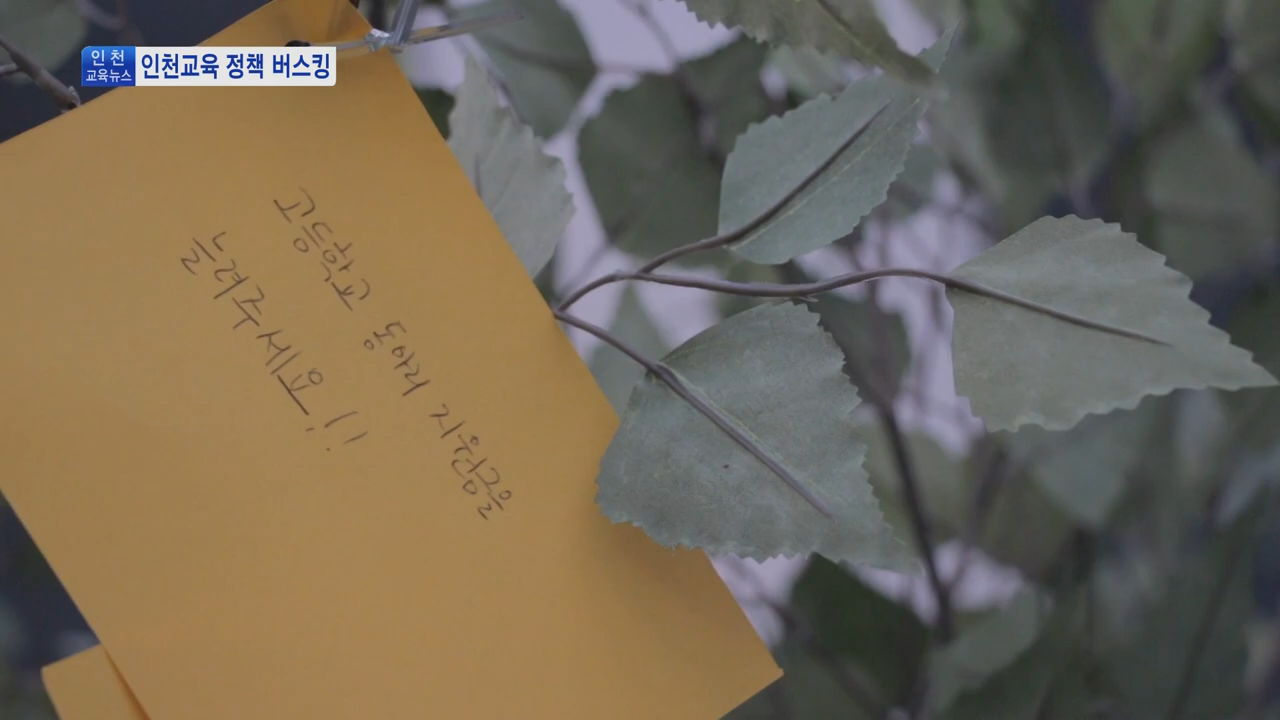 인천
교육뉴스
인천교육 정책 버스킹
고등학교 동아리 지원금을
늘려주세요!!